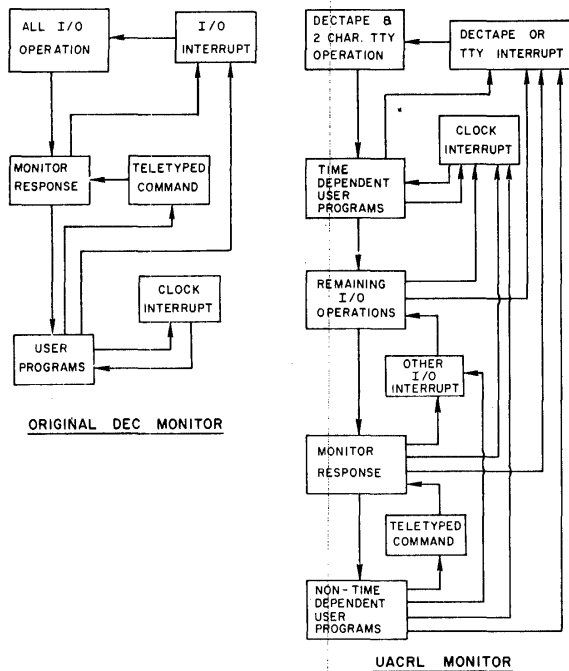 ALL I/O
OPERATION
I/O
INTERRUPT
MONITOR
RESPONSE
TELETYPED
COMMAND
CLOCK
INTERRUPT
USER
PROGRAMS
ORIGINAL DEC MONITOR
DECTAPE &
2 CHAR. TTY
OPERATION
DECTAPE OR
TTY INTERRUPT
CLOCK
INTERRUPT
TIME
DEPENDENT
USER
PROGRAMS
REMAINING
I/O
OPERATIONS
OTHER
I/O
INTERRUPT
MONITOR
RESPONSE
TELETYPED
COMMAND
NON-TIME
DEPENDENT
USER
PROGRAMS
UACRL MONITOR